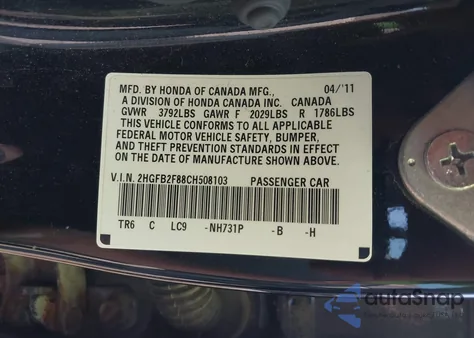 MFD. BY HONDA OF CANADA MFG., 04/'11
A DIVISION OF HONDA CANADA INC. CANADA
GVWR 3792LBS GAWR F 2029LBS R 1786LBS
THIS VEHICLE CONFORMS TO ALL APPLICABLE
FEDERAL MOTOR VEHICLE SAFETY, BUMPER,
AND THEFT PREVENTION STANDARDS IN EFFECT
ON THE DATE OF MANUFACTURE SHOWN ABOVE.
V.I.N. 2HGFB2F88CH508103 PASSENGER CAR
TR6 C LC9 -NH731P -B -H
autoSnap